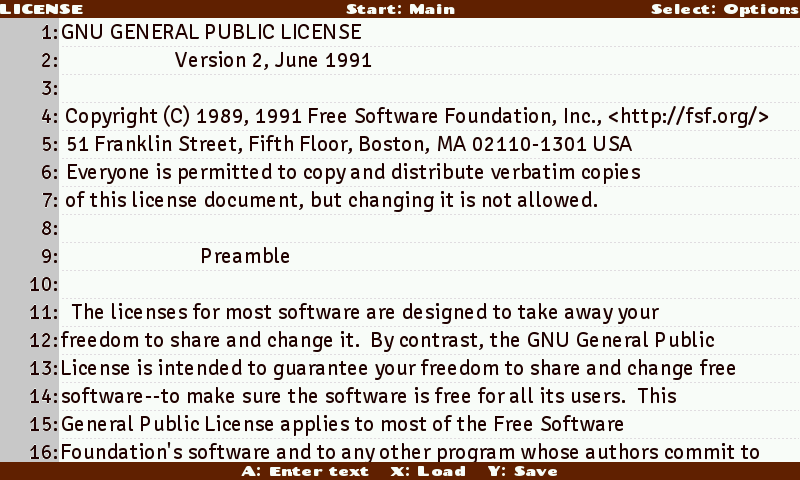 LICENSE Start: Main Select: Options
1:GNU GENERAL PUBLIC LICENSE
2: Version 2, June 1991
3:
4: Copyright (C) 1989, 1991 Free Software Foundation, Inc., <http://fsf.org/>
5: 51 Franklin Street, Fifth Floor, Boston, MA 02110-1301 USA
6: Everyone is permitted to copy and distribute verbatim copies
7: of this license document, but changing it is not allowed.
8:
9: Preamble
10:
11: The licenses for most software are designed to take away your
12:freedom to share and change it. By contrast, the GNU General Public
13:License is intended to guarantee your freedom to share and change free
14:software--to make sure the software is free for all its users. This
15:General Public License applies to most of the Free Software
16:Foundation's software and to any other program whose authors commit to
A: Enter text X: Load Y: Save